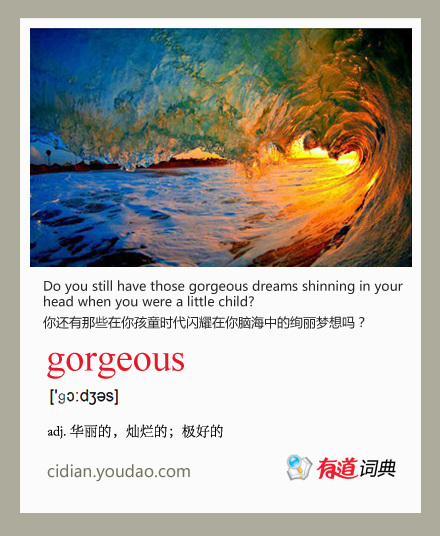 Do you still have those gorgeous dreams shinning in your
head when you were a little child?
你还有那些在你孩童时代闪耀在你脑海中的绚丽梦想吗？
gorgeous
['ɡɔːdʒəs]
adj. 华丽的，灿烂的；极好的
cidian.youdao.com
有道词典